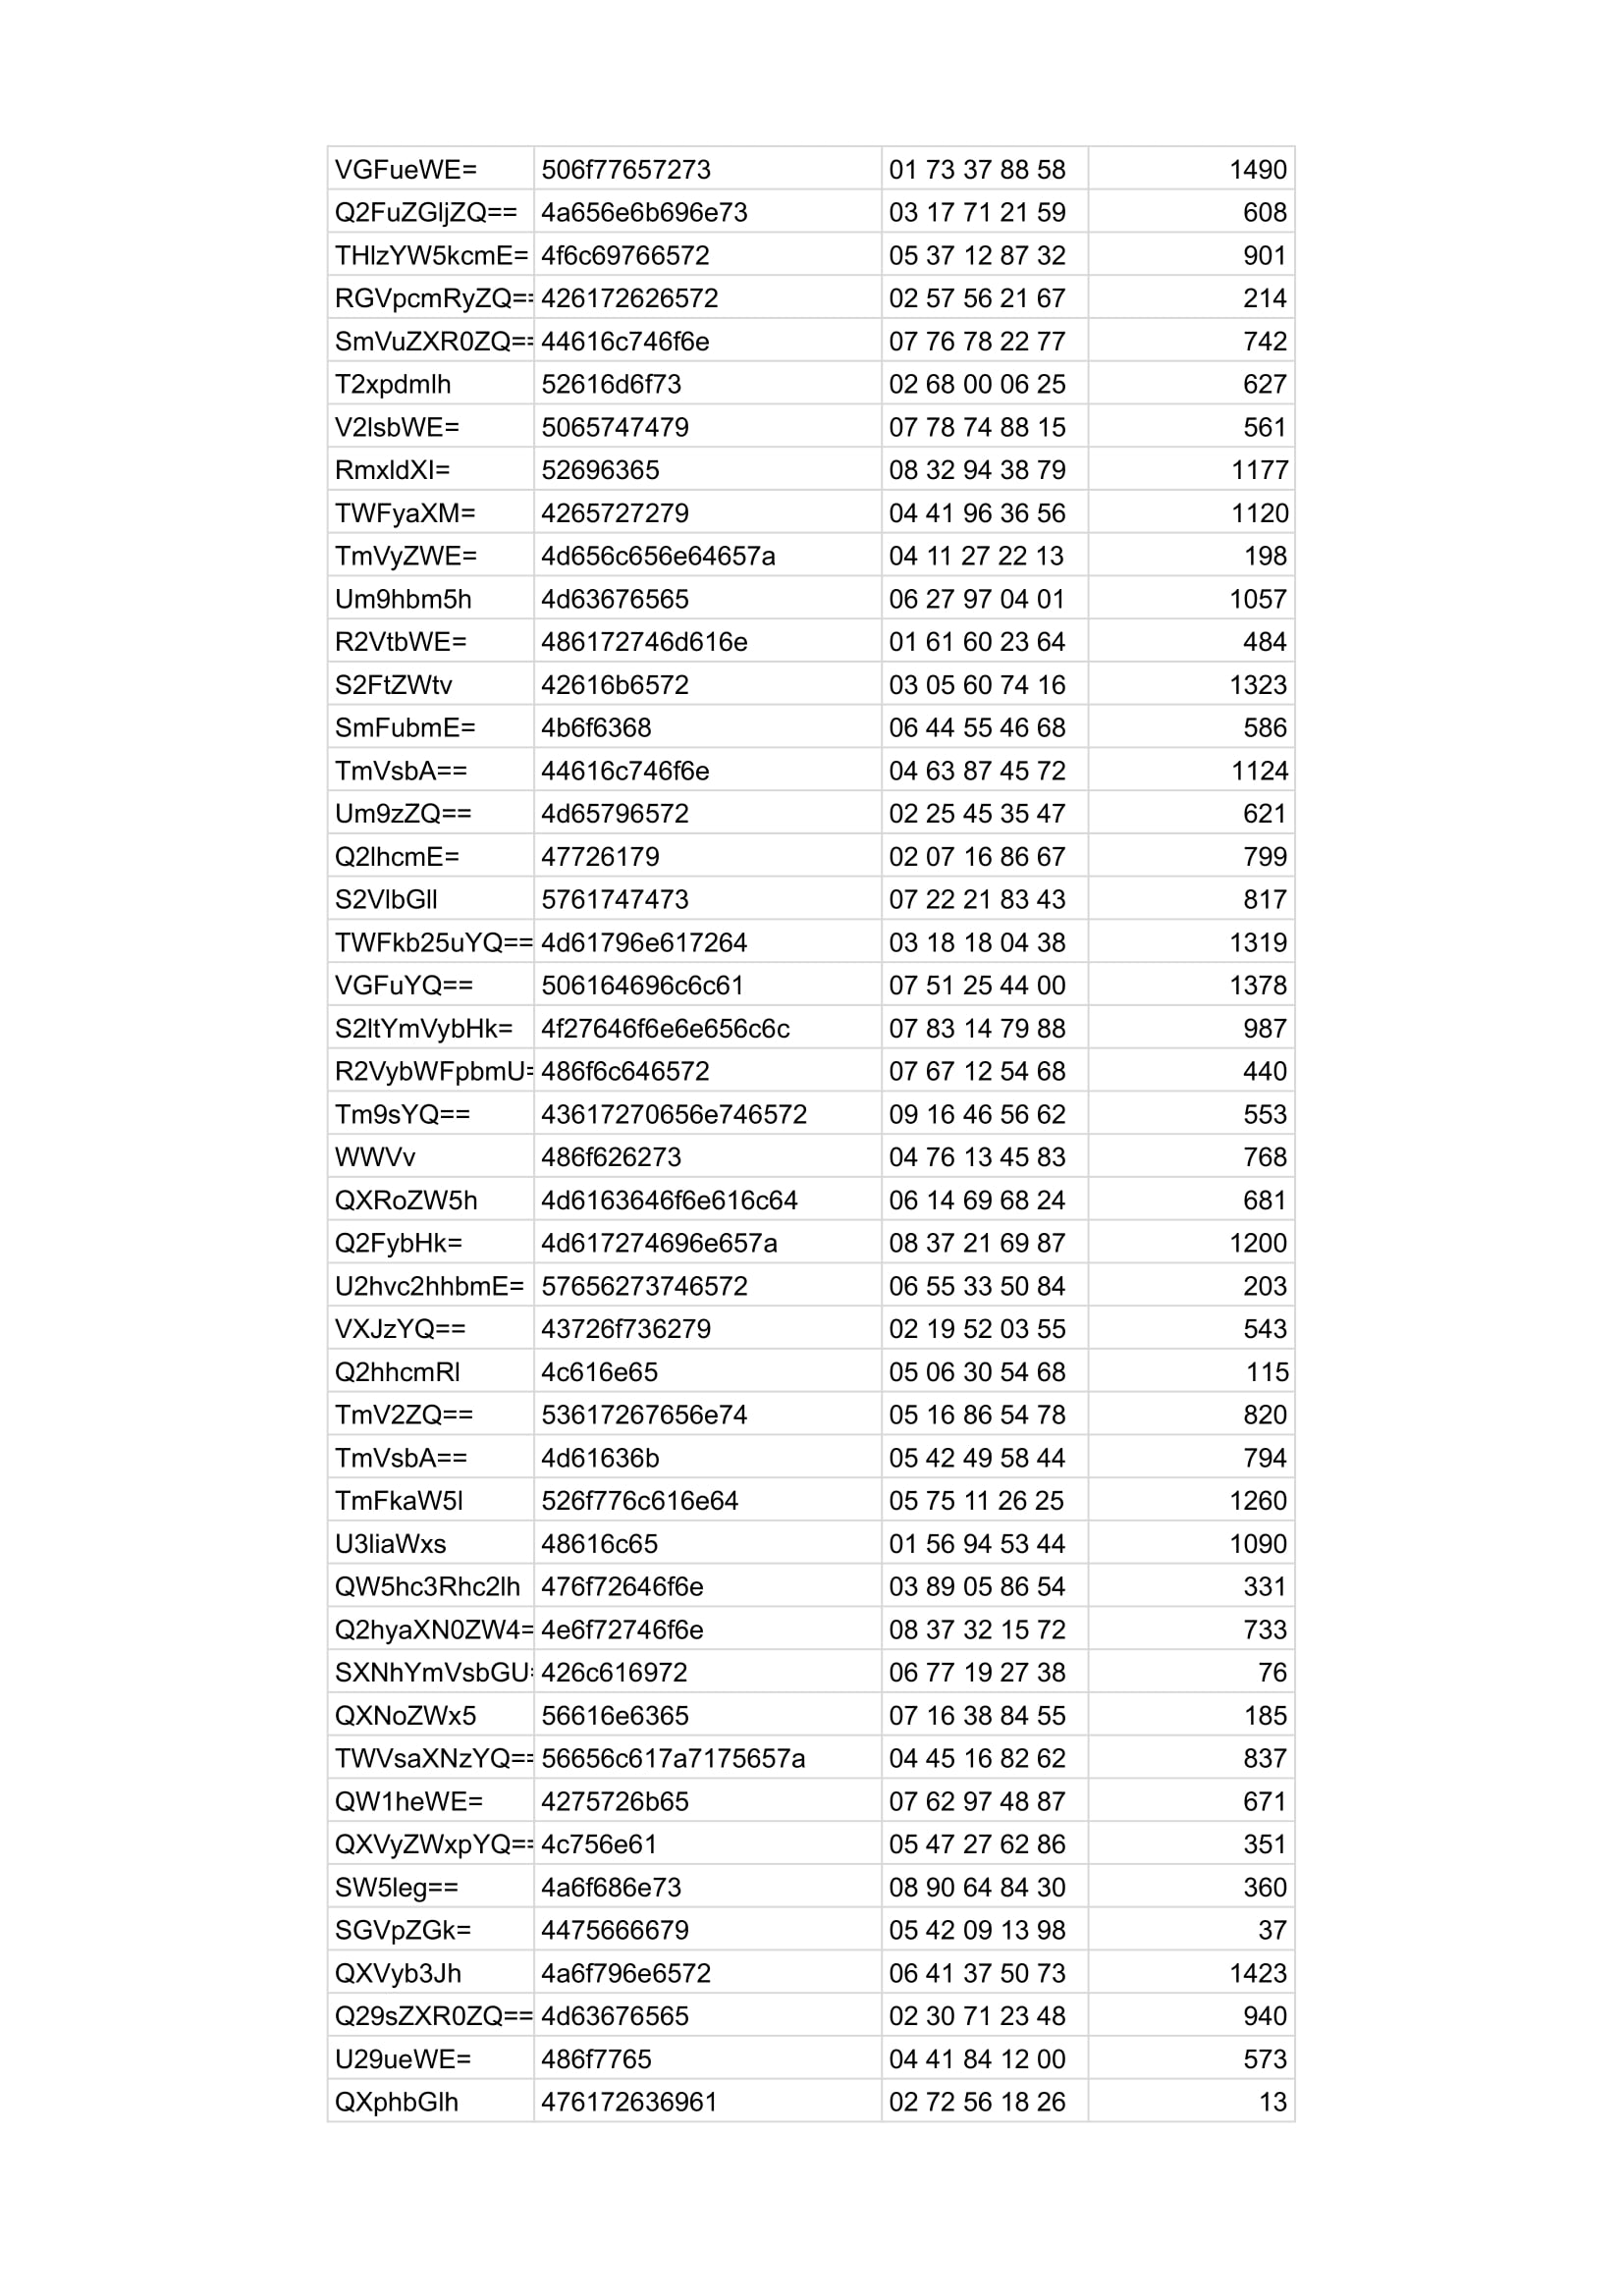 VGFueWE= 506f77657273 01 73 37 88 58 1490
Q2FuZGljZQ== 4a656e6b696e73 03 17 71 21 59 608
THlzYW5kcmE= 4f6c69766572 05 37 12 87 32 901
RGVpcmRyZQ== 426172626572 02 57 56 21 67 214
SmVuZXR0ZQ== 44616c746f6e 07 76 78 22 77 742
T2xpdmlh 52616d6f73 02 68 00 06 25 627
V2lsbWE= 5065747479 07 78 74 88 15 561
RmxldXI= 52696365 08 32 94 38 79 1177
TWFyaXM= 4265727279 04 41 96 36 56 1120
TmVyZWE= 4d656c656e64657a 04 11 27 22 13 198
Um9hbm5h 4d63676565 06 27 97 04 01 1057
R2VtbWE= 486172746d616e 01 61 60 23 64 484
S2FtZWtv 42616b6572 03 05 60 74 16 1323
SmFubmE= 4b6f6368 06 44 55 46 68 586
TmVsbA== 44616c746f6e 04 63 87 45 72 1124
Um9zZQ== 4d65796572 02 25 45 35 47 621
Q2lhcmE= 47726179 02 07 16 86 67 799
S2VlbGll 5761747473 07 22 21 83 43 817
TWFkb25uYQ== 4d61796e617264 03 18 18 04 38 1319
VGFuYQ== 506164696c6c61 07 51 25 44 00 1378
S2ltYmVybHk= 4f27646f6e6e656c6c 07 83 14 79 88 987
R2VybWFpbmU= 486f6c646572 07 67 12 54 68 440
Tm9sYQ== 43617270656e746572 09 16 46 56 62 553
WWVv 486f626273 04 76 13 45 83 768
QXRoZW5h 4d6163646f6e616c64 06 14 69 68 24 681
Q2FybHk= 4d617274696e657a 08 37 21 69 87 1200
U2hvc2hhbmE= 57656273746572 06 55 33 50 84 203
VXJzYQ== 43726f736279 02 19 52 03 55 543
Q2hhcmRl 4c616e65 05 06 30 54 68 115
TmV2ZQ== 53617267656e74 05 16 86 54 78 820
TmVsbA== 4d61636b 05 42 49 58 44 794
TmFkaW5l 526f776c616e64 05 75 11 26 25 1260
U3liaWxs 48616c65 01 56 94 53 44 1090
QW5hc3Rhc2lh 476f72646f6e 03 89 05 86 54 331
Q2hyaXN0ZW4= 4e6f72746f6e 08 37 32 15 72 733
SXNhYmVsbGU= 426c616972 06 77 19 27 38 76
QXNoZWx5 56616e6365 07 16 38 84 55 185
TWVsaXNzYQ== 56656c617a7175657a 04 45 16 82 62 837
QW1heWE= 4275726b65 07 62 97 48 87 671
QXVyZWxpYQ== 4c756e61 05 47 27 62 86 351
SW5leg== 4a6f686e73 08 90 64 84 30 360
SGVpZGk= 4475666679 05 42 09 13 98 37
QXVyb3Jh 4a6f796e6572 06 41 37 50 73 1423
Q29sZXR0ZQ== 4d63676565 02 30 71 23 48 940
U29ueWE= 486f7765 04 41 84 12 00 573
QXphbGlh 476172636961 02 72 56 18 26 13